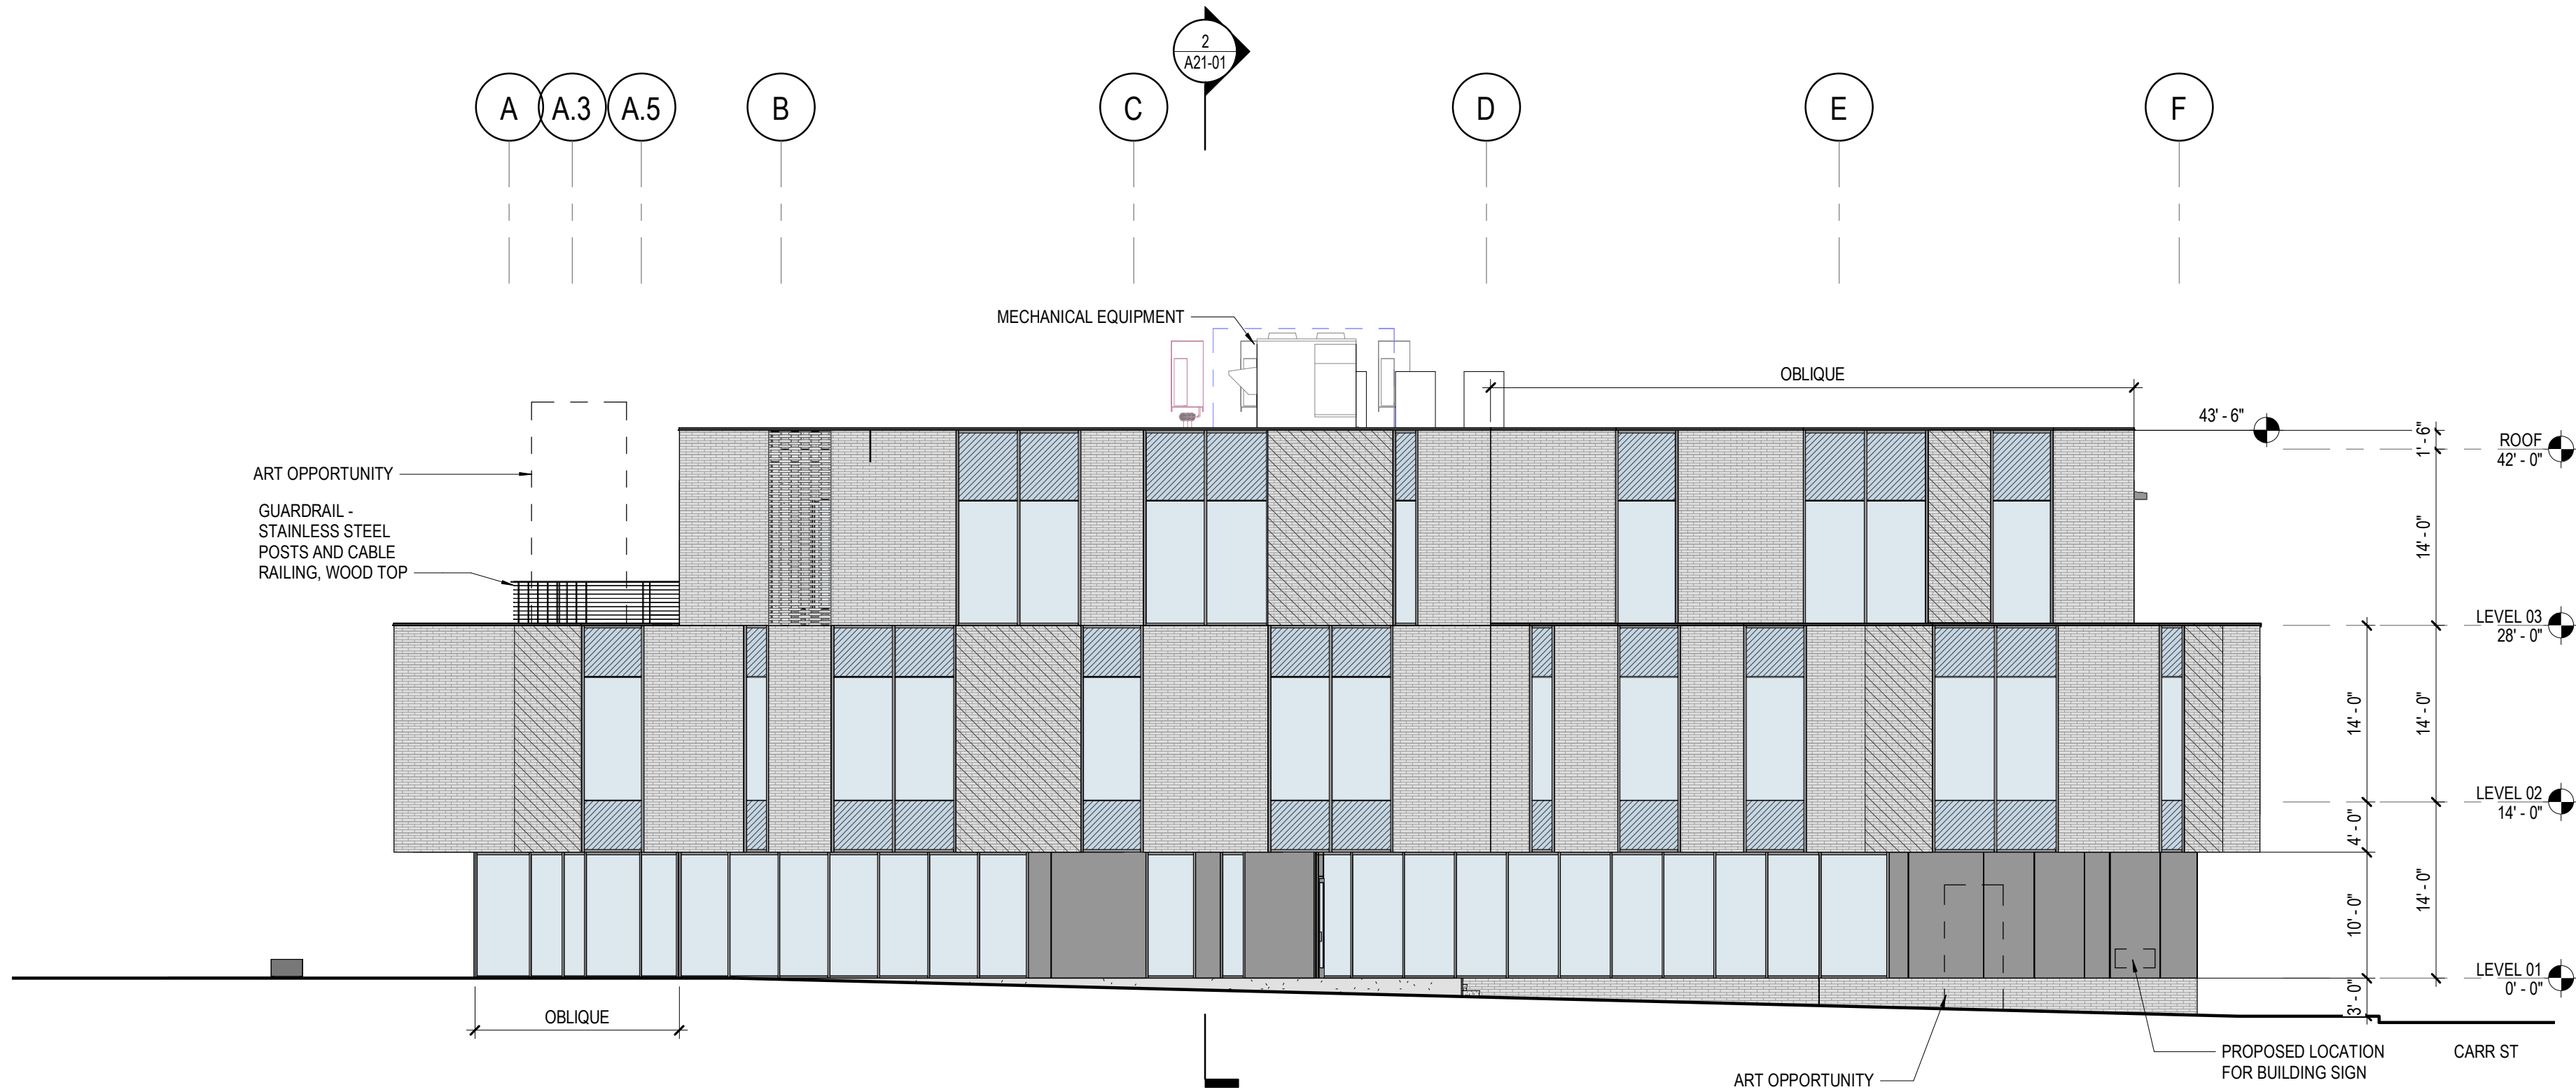 2
A21-01
A
A.3
A.5
B
C
D
E
F
MECHANICAL EQUIPMENT
OBLIQUE
43' - 6"
1' - 6"
ROOF
42' - 0"
ART OPPORTUNITY
GUARDRAIL -
STAINLESS STEEL
POSTS AND CABLE
RAILING, WOOD TOP
14' - 0"
LEVEL 03
28' - 0"
14' - 0"
14' - 0"
LEVEL 02
14' - 0"
4' - 0"
10' - 0"
14' - 0"
LEVEL 01
0' - 0"
3' - 0"
OBLIQUE
PROPOSED LOCATION
FOR BUILDING SIGN
CARR ST
ART OPPORTUNITY